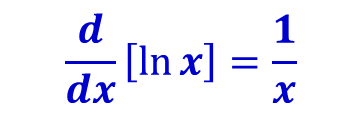 d/dx [ln x] = 1/x